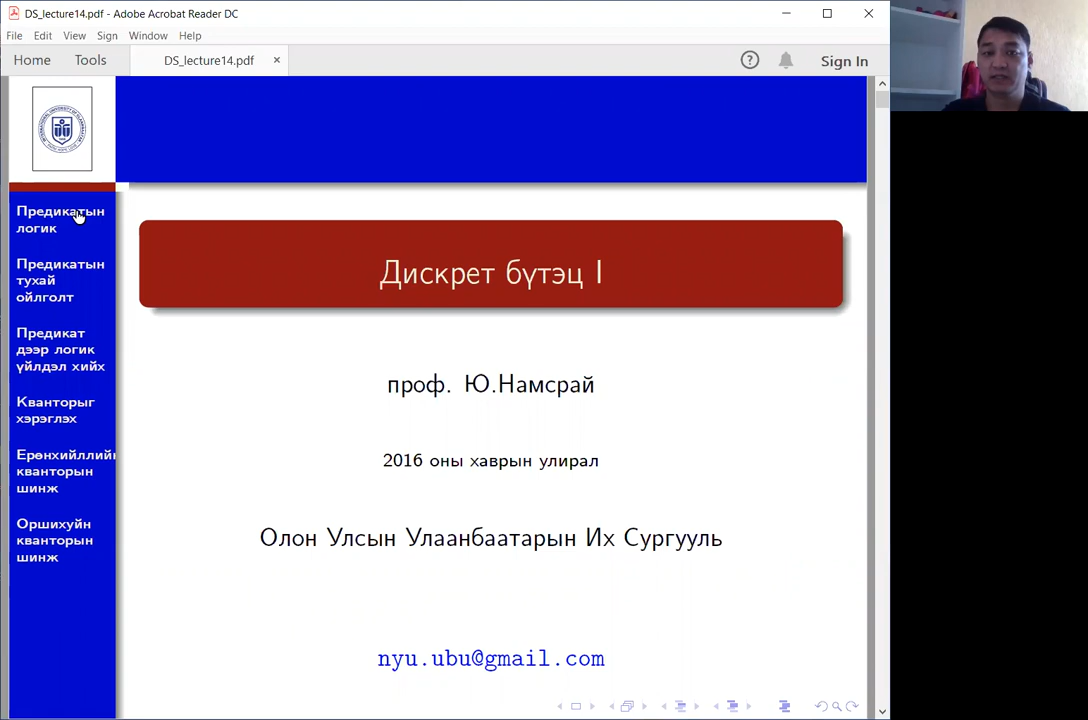 DS_lecture14.pdf - Adobe Acrobat Reader DC
File Edit View Sign Window Help
Home Tools DS_lecture14.pdf × Sign In
Предикатын
логик
Предикатын
тухай
ойлголт
Предикат
дээр логик
үйлдэл хийх
Кванторыг
хэрэглэх
Ерөнхийллийн
кванторын
шинж
Оршихуйн
кванторын
шинж
Дискрет бүтэц I
проф. Ю.Намсрай
2016 оны хаврын улирал
Олон Улсын Улаанбаатарын Их Сургууль
nyu.ubu@gmail.com